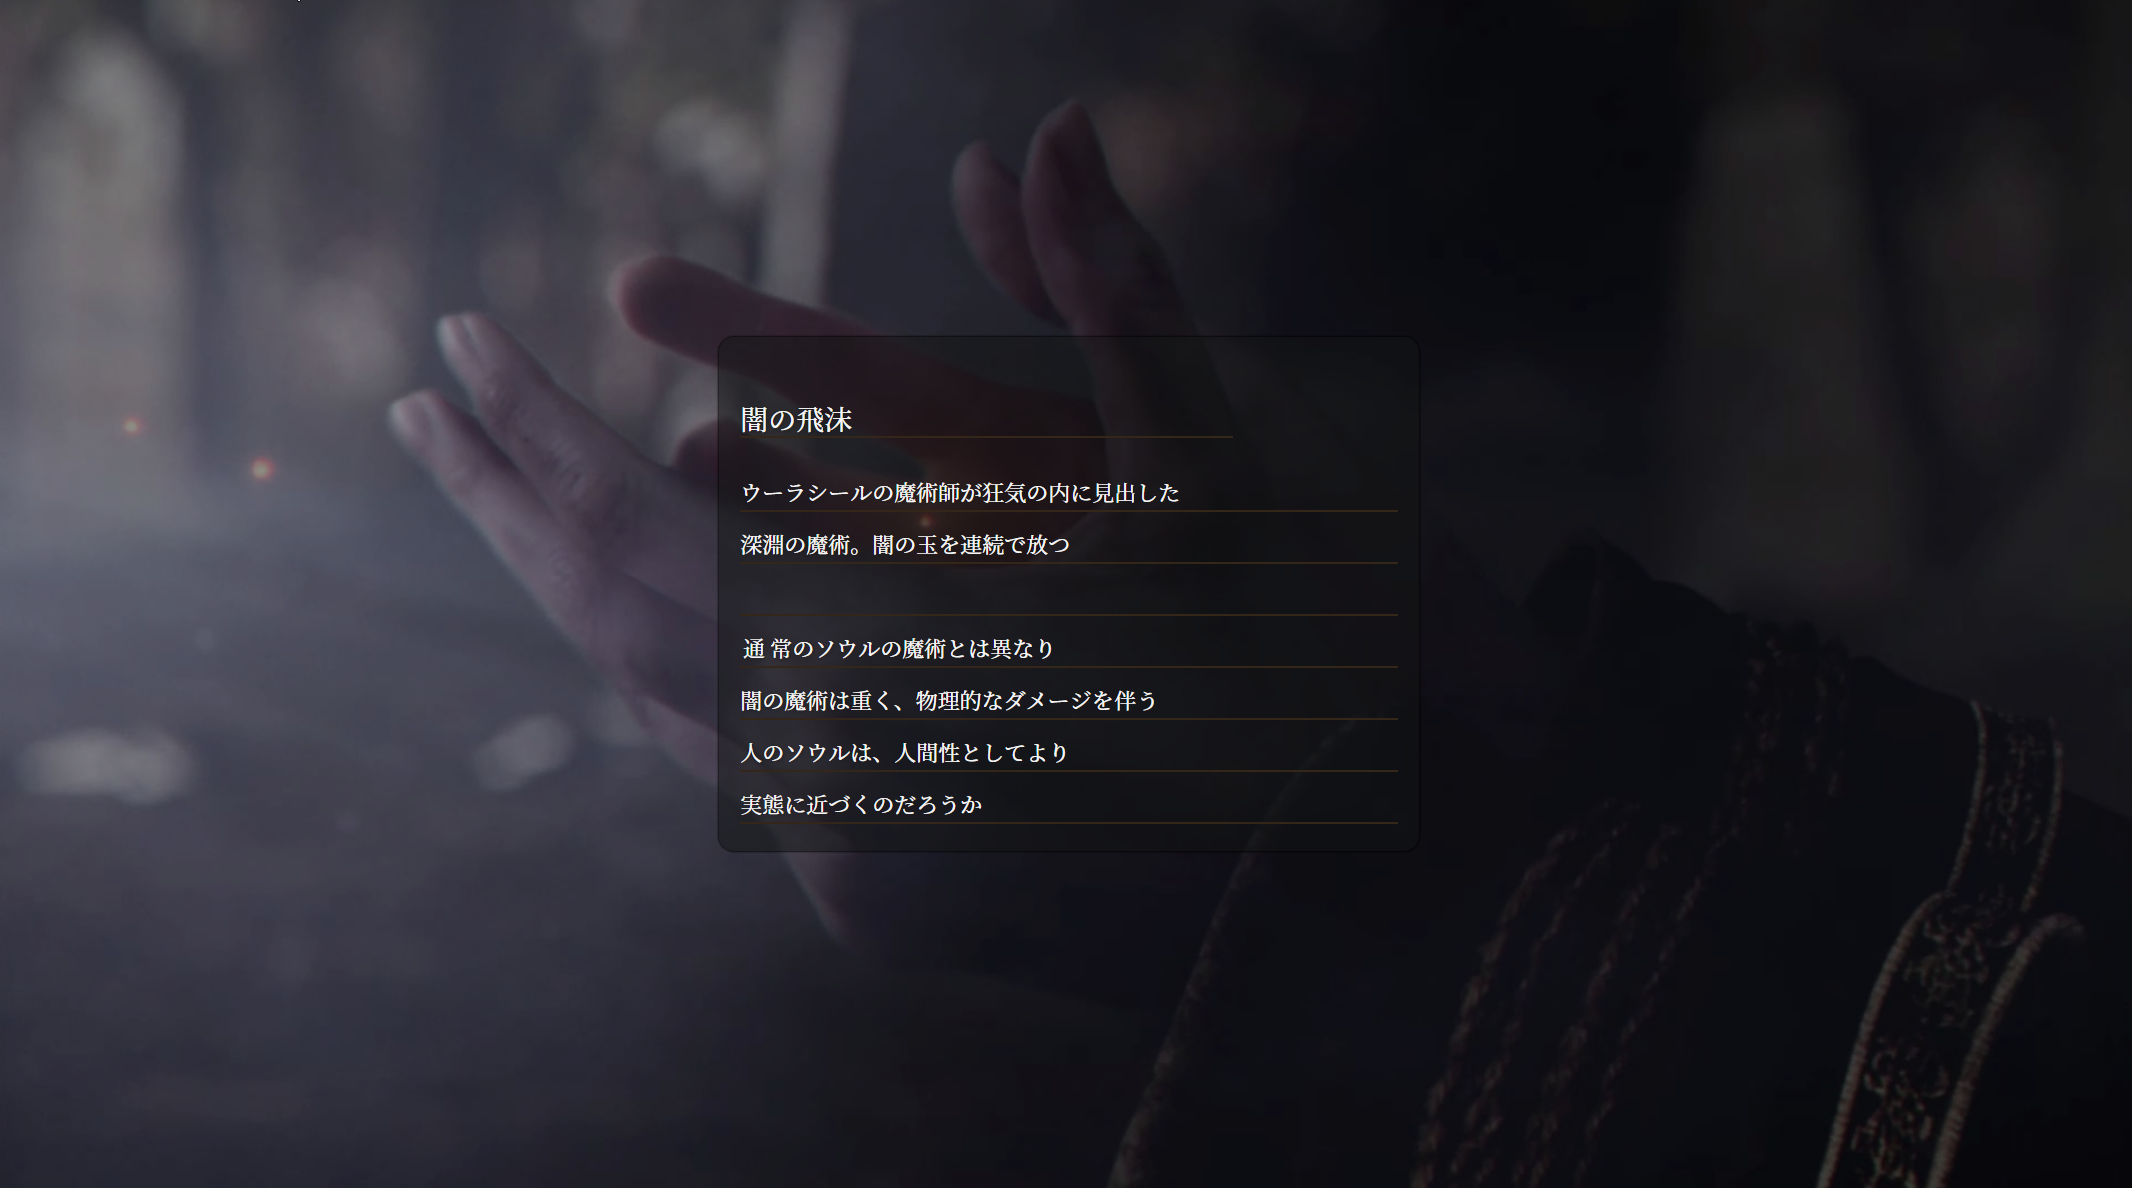 闇の飛沫
ウーラシールの魔術師が狂気の内に見出した
深淵の魔術。闇の玉を連続で放つ
通常のソウルの魔術とは異なり
闇の魔術は重く、物理的なダメージを伴う
人のソウルは、人間性としてより
実態に近づくのだろうか